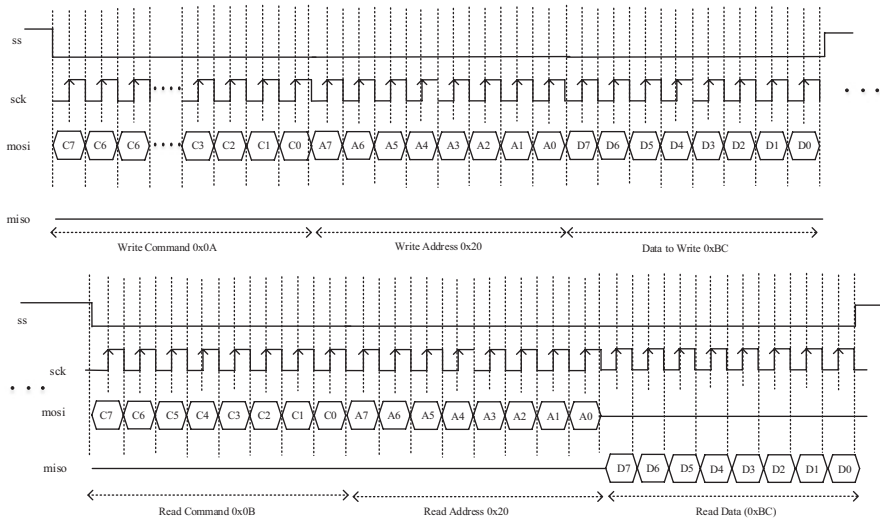 ss
sck
mosi C7 C6 C6 C3 C2 C1 C0 A7 A6 A5 A4 A3 A2 A1 A0 D7 D6 D5 D4 D3 D2 D1 D0
miso
Write Command 0x0A Write Address 0x20 Data to Write 0xBC
ss
sck
mosi C7 C6 C5 C4 C3 C2 C1 C0 A7 A6 A5 A4 A3 A2 A1 A0
miso D7 D6 D5 D4 D3 D2 D1 D0
Read Command 0x0B Read Address 0x20 Read Data (0xBC)